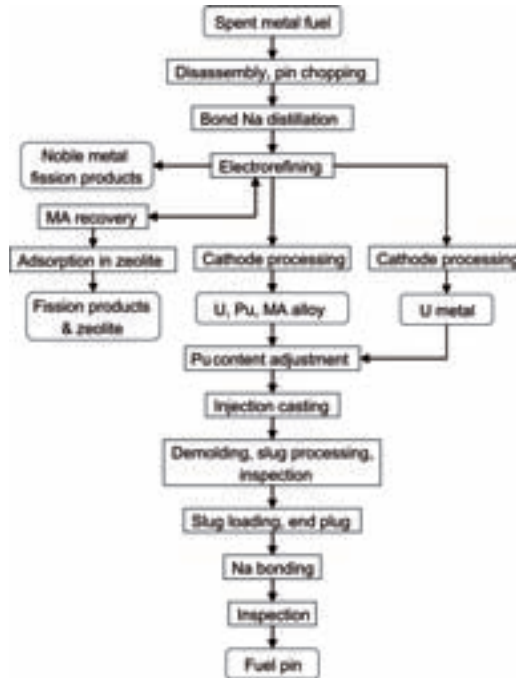 Spent metal fuel
Disassembly, pin chopping
Bond Na distillation
Noble metal
fission products
Electrorefining
MA recovery
Adsorption in zeolite
Cathode processing
Cathode processing
Fission products
& zeolite
U, Pu, MA alloy
U metal
Pu content adjustment
Injection casting
Demolding, slug processing,
inspection
Slug loading, end plug
Na bonding
Inspection
Fuel pin